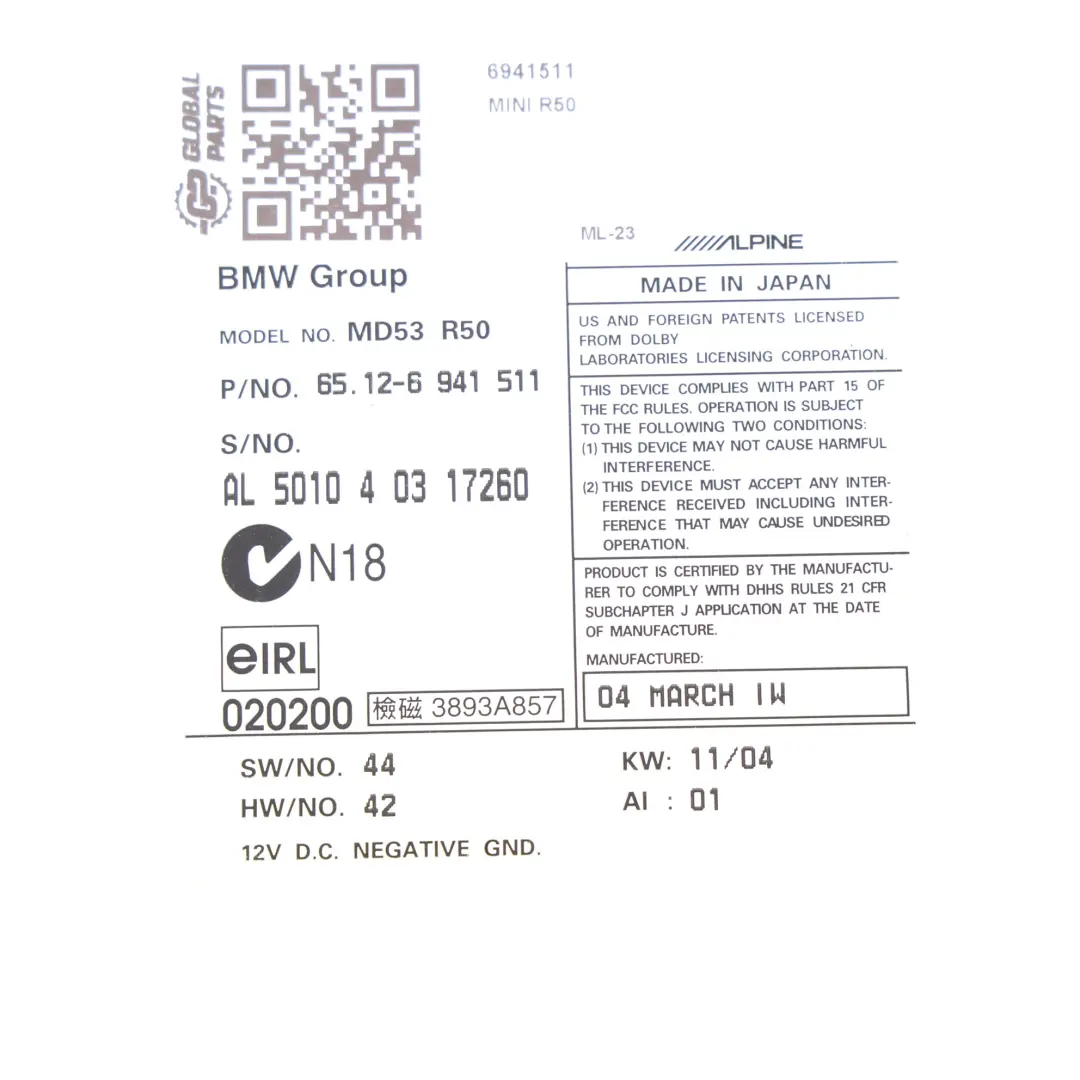 GLOBAL
PARTS
6941511
MINI R50
ML-23
ALPINE
BMW Group
MODEL NO. MD53 R50
P/NO. 65.12-6 941 511
S/NO.
AL 5010 4 03 17260
N18
eIRL
020200
檢磁 3893A857
MADE IN JAPAN
US AND FOREIGN PATENTS LICENSED
FROM DOLBY
LABORATORIES LICENSING CORPORATION.
THIS DEVICE COMPLIES WITH PART 15 OF
THE FCC RULES. OPERATION IS SUBJECT
TO THE FOLLOWING TWO CONDITIONS:
(1) THIS DEVICE MAY NOT CAUSE HARMFUL
INTERFERENCE.
(2) THIS DEVICE MUST ACCEPT ANY INTER-
FERENCE RECEIVED INCLUDING INTER-
FERENCE THAT MAY CAUSE UNDESIRED
OPERATION.
PRODUCT IS CERTIFIED BY THE MANUFACTU-
RER TO COMPLY WITH DHHS RULES 21 CFR
SUBCHAPTER J APPLICATION AT THE DATE
OF MANUFACTURE.
MANUFACTURED:
04 MARCH 1W
SW/NO. 44
HW/NO. 42
KW: 11/04
AI : 01
12V D.C. NEGATIVE GND.